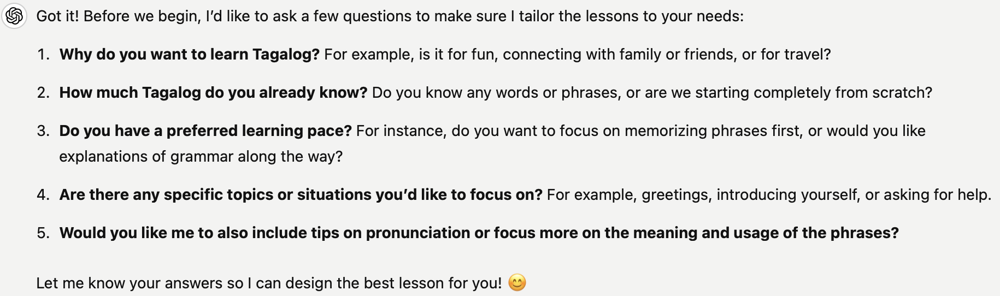 Got it! Before we begin, I’d like to ask a few questions to make sure I tailor the lessons to your needs:
1. Why do you want to learn Tagalog? For example, is it for fun, connecting with family or friends, or for travel?
2. How much Tagalog do you already know? Do you know any words or phrases, or are we starting completely from scratch?
3. Do you have a preferred learning pace? For instance, do you want to focus on memorizing phrases first, or would you like
explanations of grammar along the way?
4. Are there any specific topics or situations you’d like to focus on? For example, greetings, introducing yourself, or asking for help.
5. Would you like me to also include tips on pronunciation or focus more on the meaning and usage of the phrases?
Let me know your answers so I can design the best lesson for you! 😊